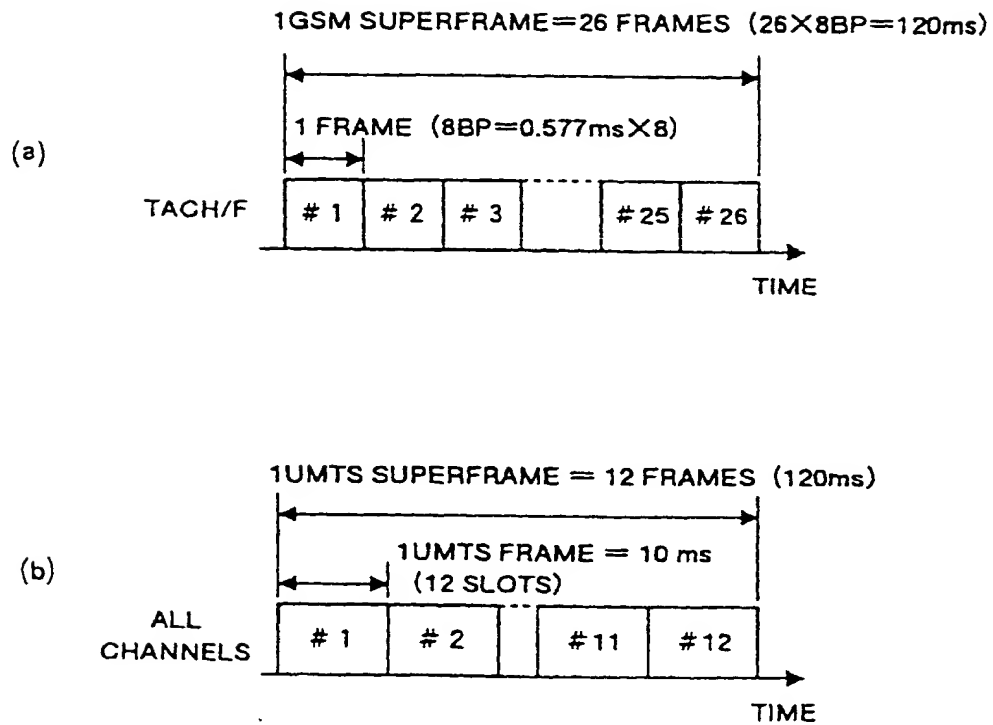 1GSM SUPERFRAME=26 FRAMES (26×8BP=120ms)
1 FRAME (8BP=0.577ms×8)
(a)
TACH/F
#1 #2 #3 #25 #26
TIME
1UMTS SUPERFRAME = 12 FRAMES (120ms)
1UMTS FRAME = 10 ms
(12 SLOTS)
(b)
ALL
CHANNELS
#1 #2 #11 #12
TIME